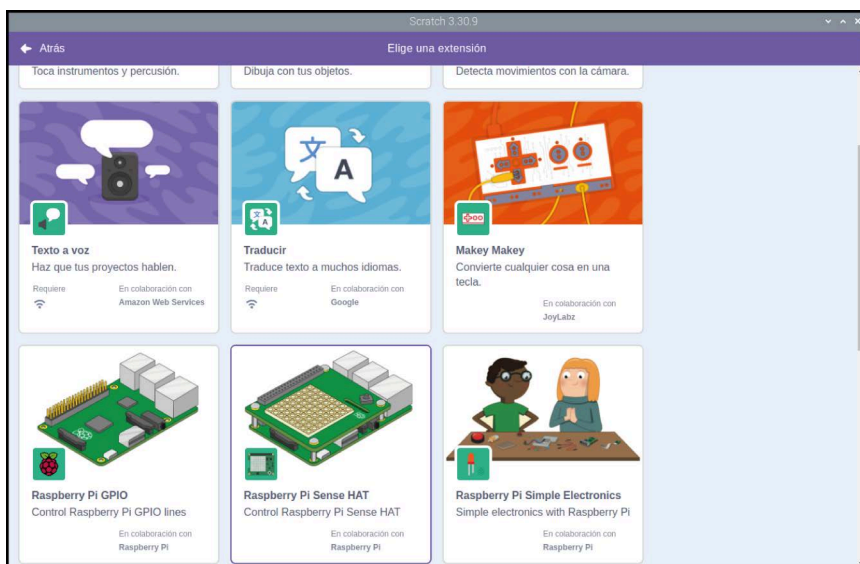 Scratch 3.30.9
Atrás
Elige una extensión
Toca instrumentos y percusión.
Dibuja con tus objetos.
Detecta movimientos con la cámara.
文
A
文
A
Texto a voz
Haz que tus proyectos hablen.
Requiere
En colaboración con
Amazon Web Services
Traducir
Traduce texto a muchos idiomas.
Requiere
En colaboración con
Google
Makey Makey
Convierte cualquier cosa en una
tecla.
En colaboración con
JoyLabz
Raspberry Pi GPIO
Control Raspberry Pi GPIO lines
En colaboración con
Raspberry Pi
Raspberry Pi Sense HAT
Control Raspberry Pi Sense HAT
En colaboración con
Raspberry Pi
Raspberry Pi Simple Electronics
Simple electronics with Raspberry Pi
En colaboración con
Raspberry Pi